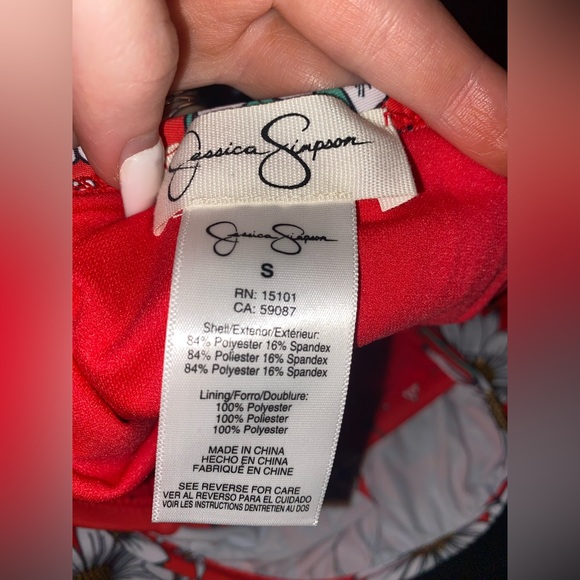 Jessica Simpson
Jessica Simpson
S
RN: 15101
CA: 59087
Shell/Exterior/Extérieur:
84% Polyester 16% Spandex
84% Poliester 16% Spandex
84% Polyester 16% Spandex
Lining/Forro/Doublure:
100% Polyester
100% Poliester
100% Polyester
MADE IN CHINA
HECHO EN CHINA
FABRIQUÉ EN CHINE
SEE REVERSE FOR CARE
VER AL REVERSO PARA EL CUIDADO
VOIR LES INSTRUCTIONS DENTRETIEN AU DOS